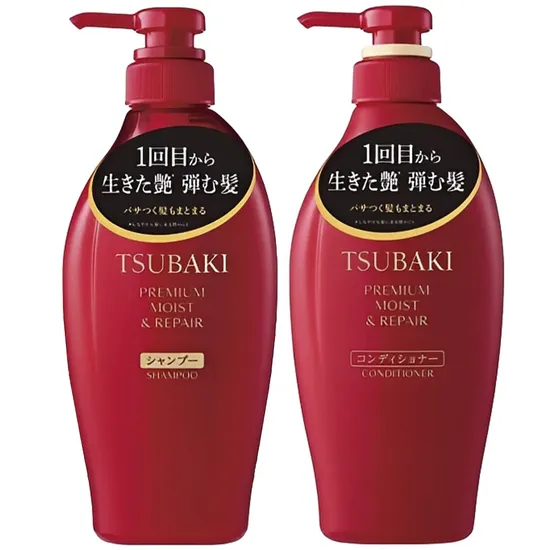 1回目から
生きた艶 弾む髪
パサつく髪もまとまる
TSUBAKI
PREMIUM
MOIST
& REPAIR
シャンプー
SHAMPOO
1回目から
生きた艶 弾む髪
パサつく髪もまとまる
TSUBAKI
PREMIUM
MOIST
& REPAIR
コンディショナー
CONDITIONER